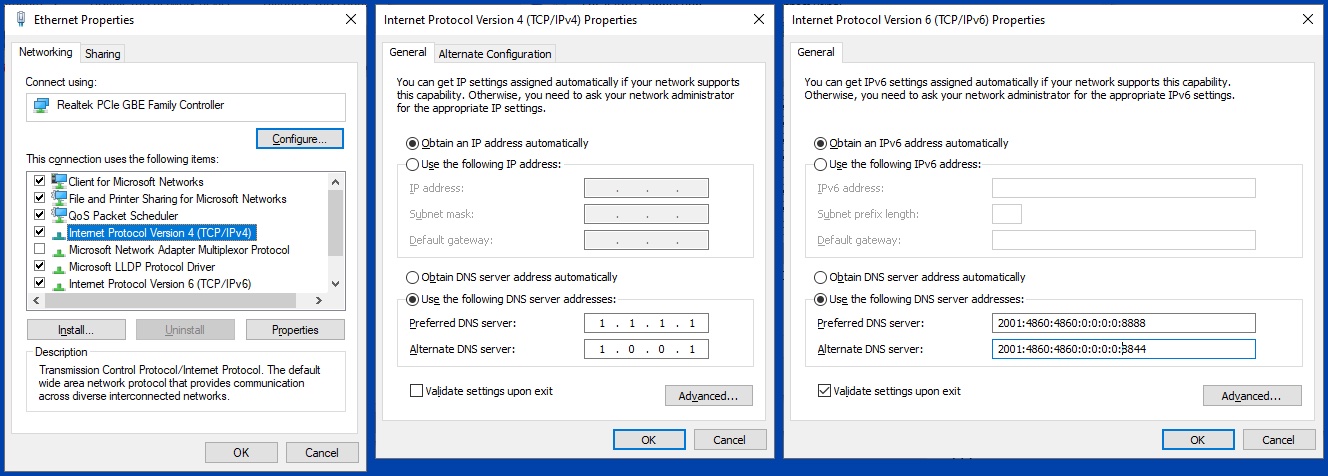 Ethernet Properties
Networking
Sharing
Connect using:
Realtek PCIe GBE Family Controller
Configure...
This connection uses the following items:
Client for Microsoft Networks
File and Printer Sharing for Microsoft Networks
QoS Packet Scheduler
Internet Protocol Version 4 (TCP/IPv4)
Microsoft Network Adapter Multiplexor Protocol
Microsoft LLDP Protocol Driver
Internet Protocol Version 6 (TCP/IPv6)
Install...
Uninstall
Properties
Description
Transmission Control Protocol/Internet Protocol. The default
wide area network protocol that provides communication
across diverse interconnected networks.
OK
Cancel
Internet Protocol Version 4 (TCP/IPv4) Properties
General
Alternate Configuration
You can get IP settings assigned automatically if your network supports
this capability. Otherwise, you need to ask your network administrator
for the appropriate IP settings.
Obtain an IP address automatically
Use the following IP address:
IP address:
. . .
Subnet mask:
. . .
Default gateway:
. . .
Obtain DNS server address automatically
Use the following DNS server addresses:
Preferred DNS server:
1 . 1 . 1 . 1
Alternate DNS server:
1 . 0 . 0 . 1
Validate settings upon exit
Advanced...
OK
Cancel
Internet Protocol Version 6 (TCP/IPv6) Properties
General
You can get IPv6 settings assigned automatically if your network supports this capability.
Otherwise, you need to ask your network administrator for the appropriate IPv6 settings.
Obtain an IPv6 address automatically
Use the following IPv6 address:
IPv6 address:
Subnet prefix length:
Default gateway:
Obtain DNS server address automatically
Use the following DNS server addresses:
Preferred DNS server:
2001:4860:4860:0:0:0:0:8888
Alternate DNS server:
2001:4860:4860:0:0:0:0:8844
Validate settings upon exit
Advanced...
OK
Cancel